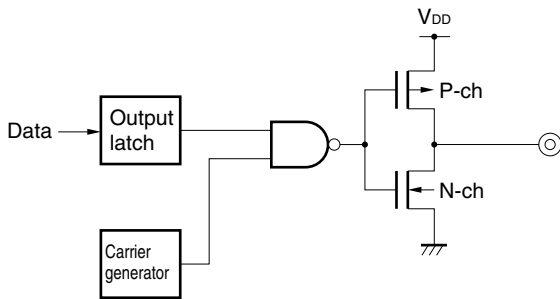 VDD
P-ch
Data
Output
latch
N-ch
Carrier
generator